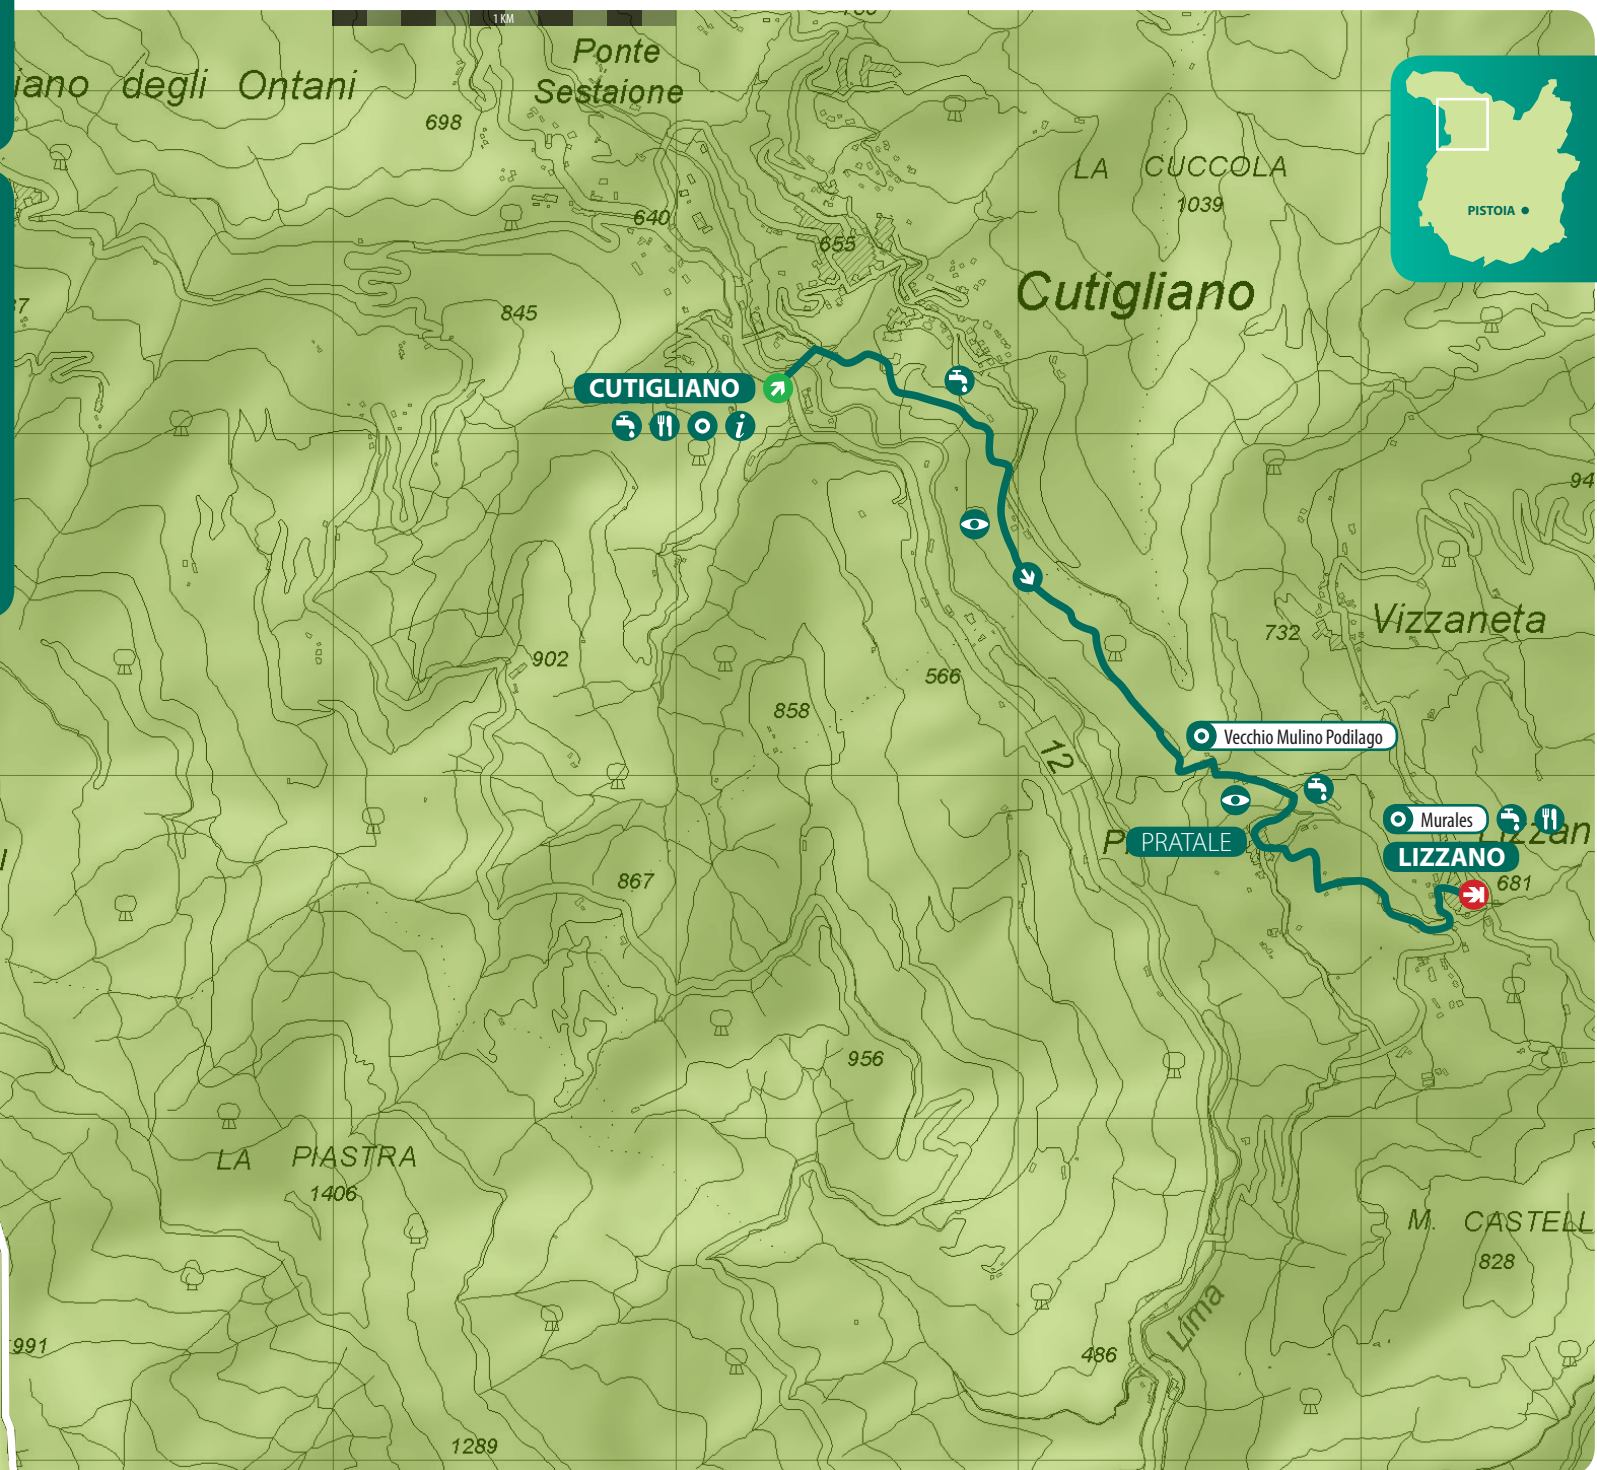 1 KM
Ponte
Sestaione
iano degli Ontani
698
LA CUCCOLA
1039
PISTOIA
640
655
Cutigliano
845
CUTIGLIANO
i
94
Vizzaneta
732
902
566
858
12
Vecchio Mulino Podilago
Murales
PRATALE
LIZZANO
681
867
956
LA PIASTRA
1406
M. CASTELL
828
Lima
991
486
1289